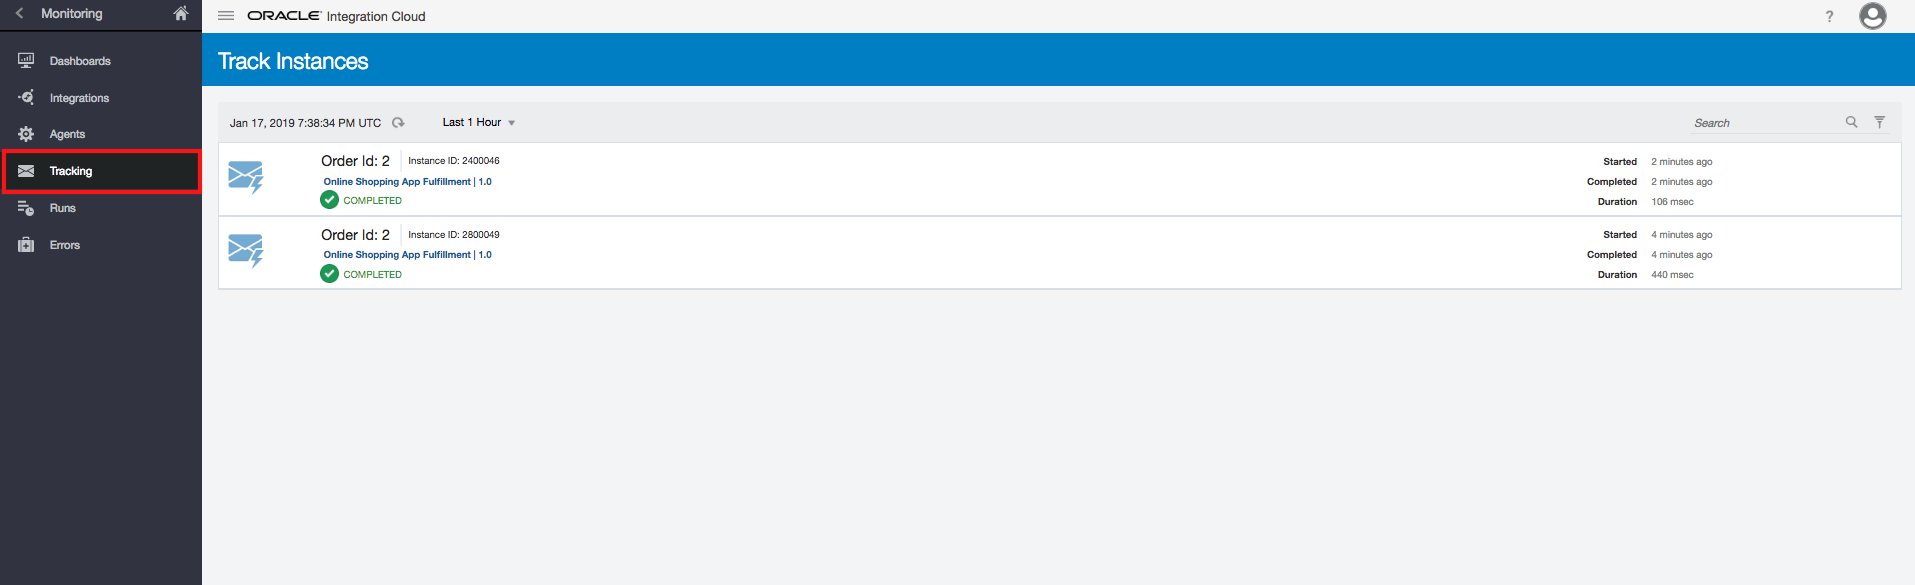 Monitoring
ORACLE Integration Cloud
?
Dashboards
Integrations
Agents
Tracking
Runs
Errors
Track Instances
Jan 17, 2019 7:38:34 PM UTC
Last 1 Hour
Search
Order Id: 2 | Instance ID: 2400046
Online Shopping App Fulfillment | 1.0
COMPLETED
Started 2 minutes ago
Completed 2 minutes ago
Duration 106 msec
Order Id: 2 | Instance ID: 2800049
Online Shopping App Fulfillment | 1.0
COMPLETED
Started 4 minutes ago
Completed 4 minutes ago
Duration 440 msec